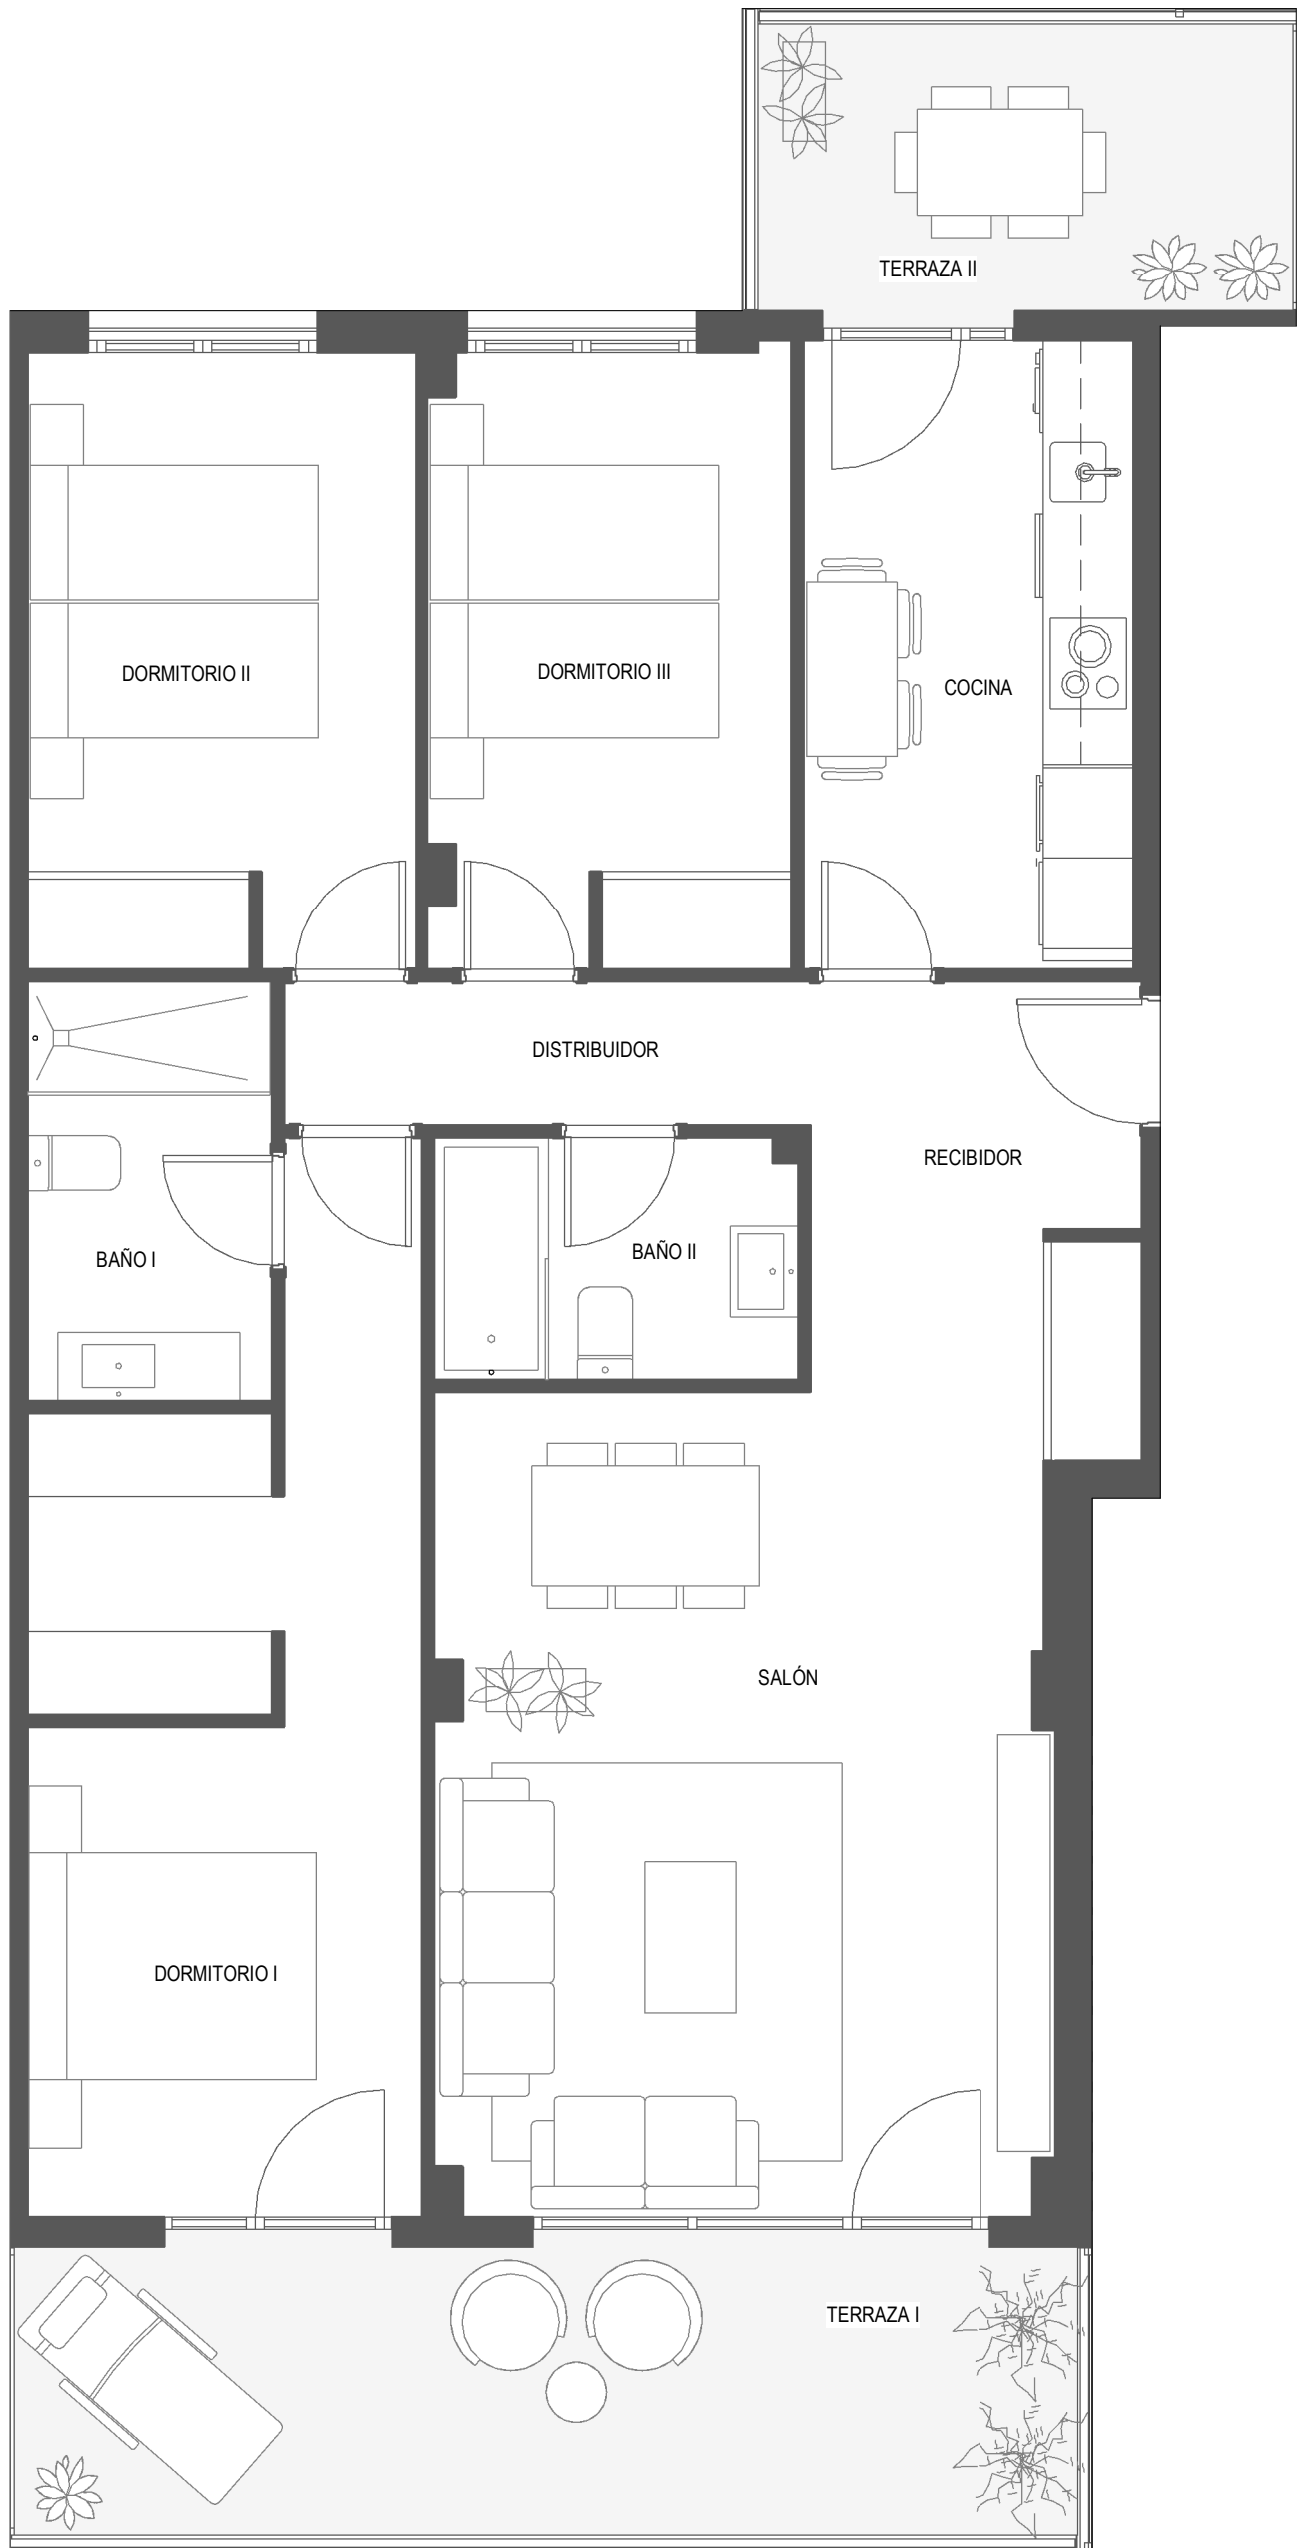 TERRAZA II
DORMITORIO II
DORMITORIO III
COCINA
DISTRIBUIDOR
RECIBIDOR
BAÑO I
BAÑO II
SALÓN
DORMITORIO I
TERRAZA I